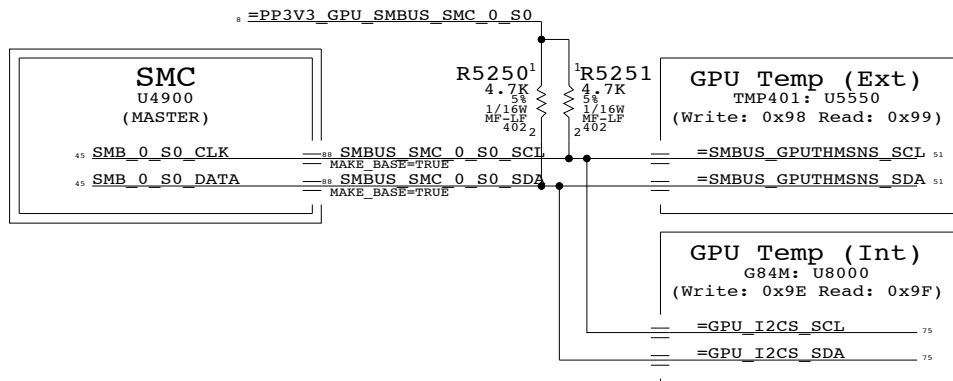 8 =PP3V3_GPU_SMBUS_SMC_0_S0
SMC
U4900
(MASTER)
R5250 1
4.7K
5%
1/16W
MF-LF
402 2
1 R5251
4.7K
5%
1/16W
MF-LF
2 402
GPU Temp (Ext)
TMP401: U5550
(Write: 0x98 Read: 0x99)
45 SMB_0_S0_CLK
88 SMBUS_SMC_0_S0_SCL
MAKE_BASE=TRUE
=SMBUS_GPUTHMSNS_SCL 51
45 SMB_0_S0_DATA
88 SMBUS_SMC_0_S0_SDA
MAKE_BASE=TRUE
=SMBUS_GPUTHMSNS_SDA 51
GPU Temp (Int)
G84M: U8000
(Write: 0x9E Read: 0x9F)
=GPU_I2CS_SCL 75
=GPU_I2CS_SDA 75